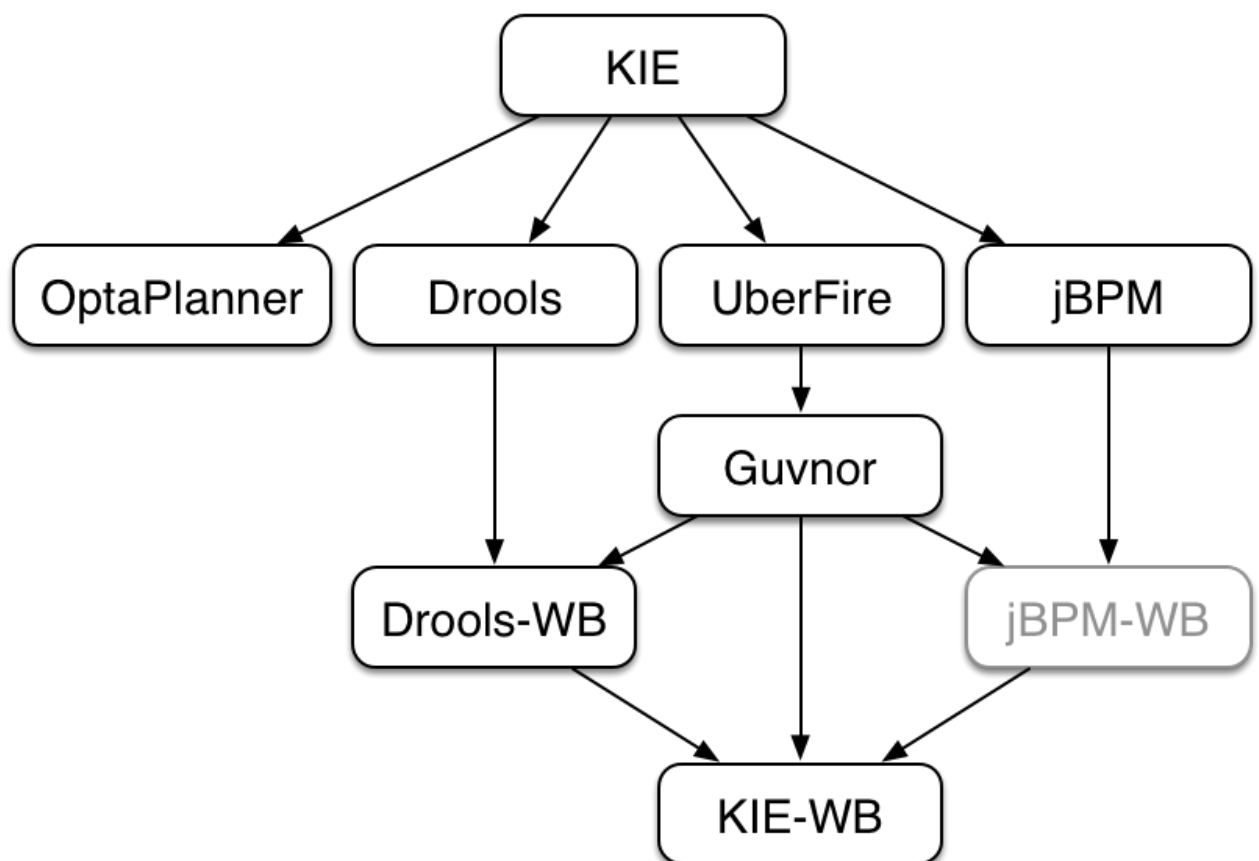 KIE
OptaPlanner
Drools
UberFire
jBPM
Guvnor
Drools-WB
jBPM-WB
KIE-WB